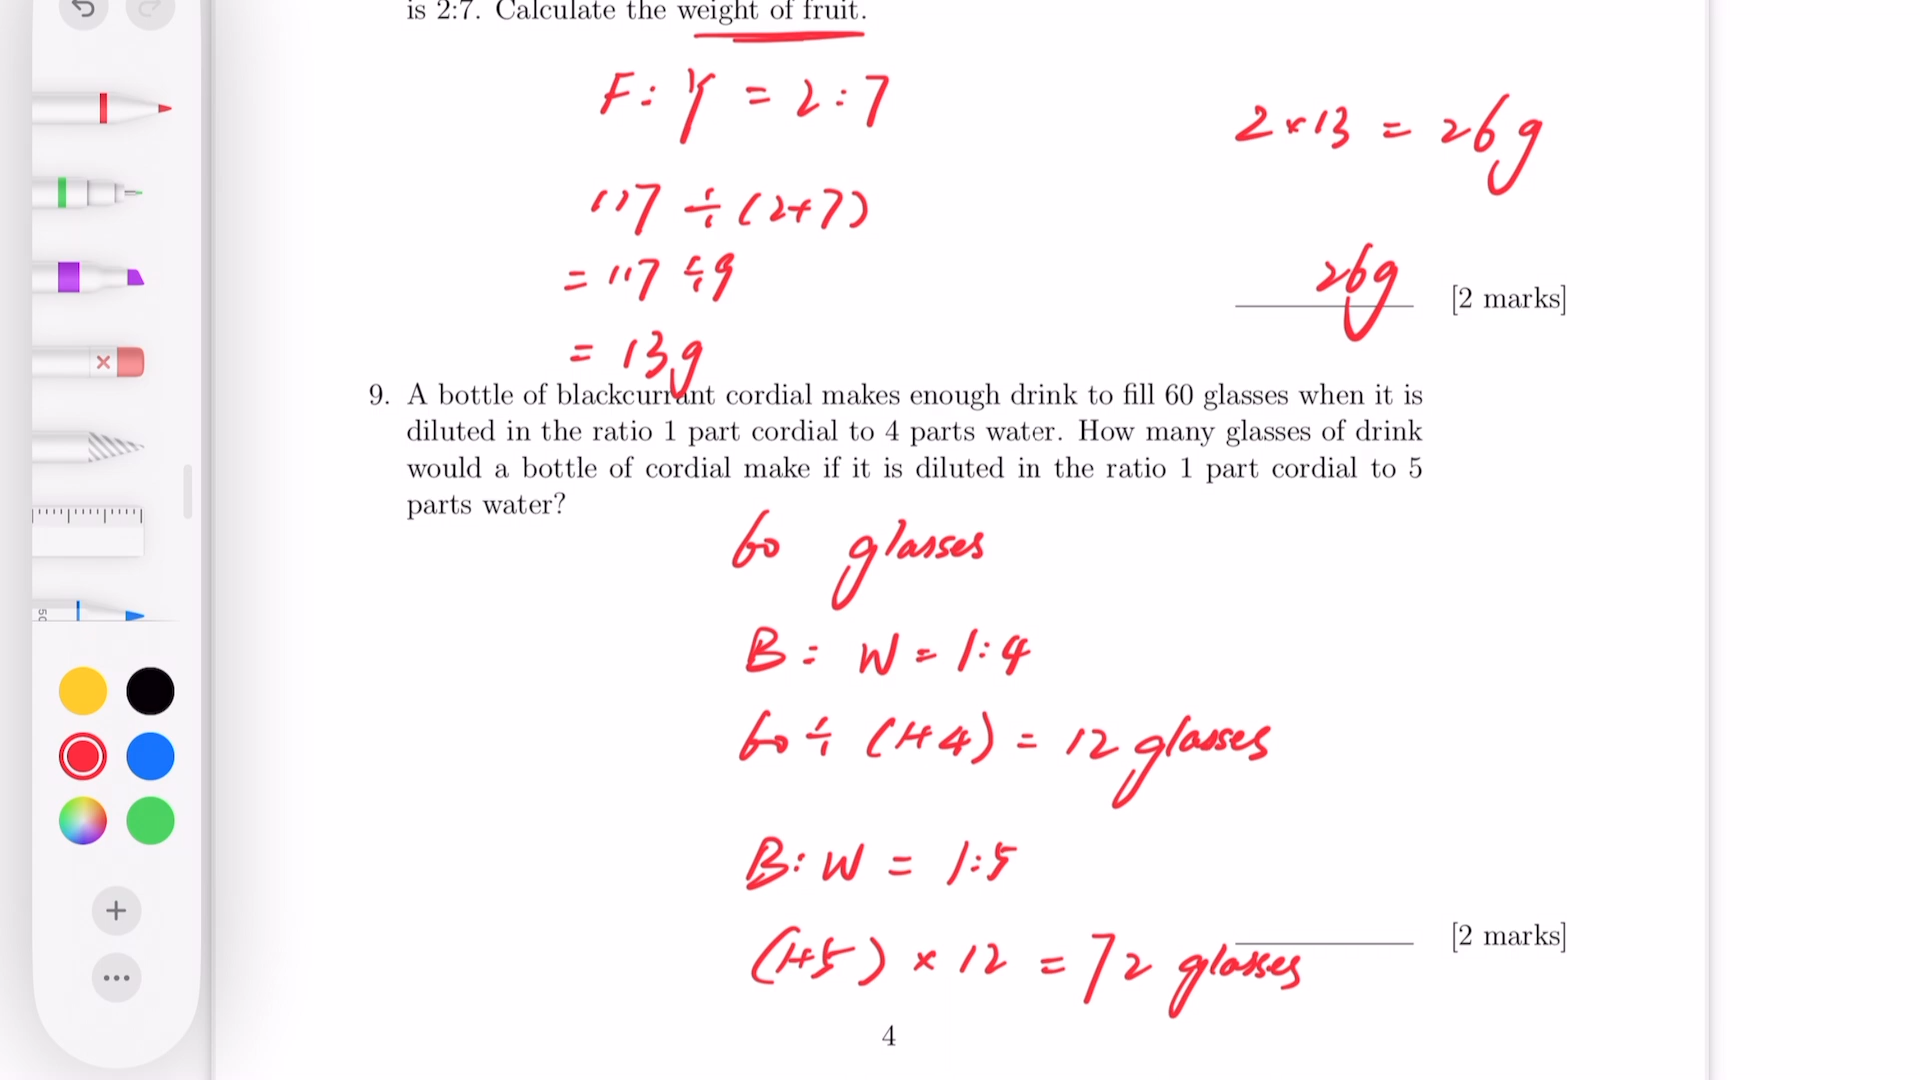 is 2:7. Calculate the weight of fruit.
F: Y = 2:7
2 × 13 = 26g
117 ÷ (2+7)
= 117 ÷ 9
26g [2 marks]
= 13g
9. A bottle of blackcurrant cordial makes enough drink to fill 60 glasses when it is
diluted in the ratio 1 part cordial to 4 parts water. How many glasses of drink
would a bottle of cordial make if it is diluted in the ratio 1 part cordial to 5
parts water?
60 glasses
B: W = 1:4
60 ÷ (1+4) = 12 glasses
B: W = 1:5
[2 marks]
(1+5) × 12 = 72 glasses
4